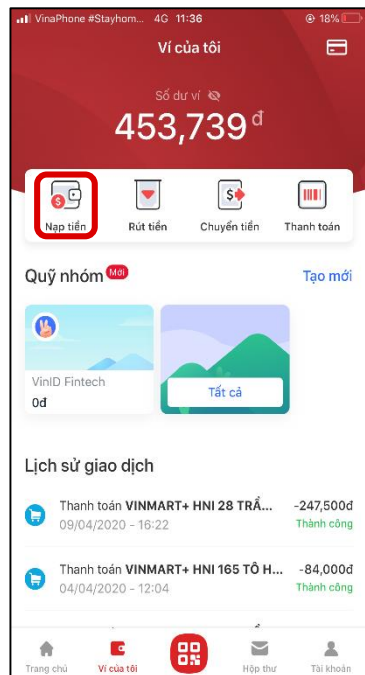 VinaPhone #Stayhom... 4G 11:36 18%
Ví của tôi
Số dư ví
453,739 đ
Nạp tiền Rút tiền Chuyển tiền Thanh toán
Quỹ nhóm Mới Tạo mới
VinID Fintech
0đ
Tất cả
Lịch sử giao dịch
Thanh toán VINMART+ HNI 28 TRẦ... -247,500đ
09/04/2020 - 16:22 Thành công
Thanh toán VINMART+ HNI 165 TÔ H... -84,000đ
04/04/2020 - 12:04 Thành công
Trang chủ Ví của tôi Hộp thư Tài khoản